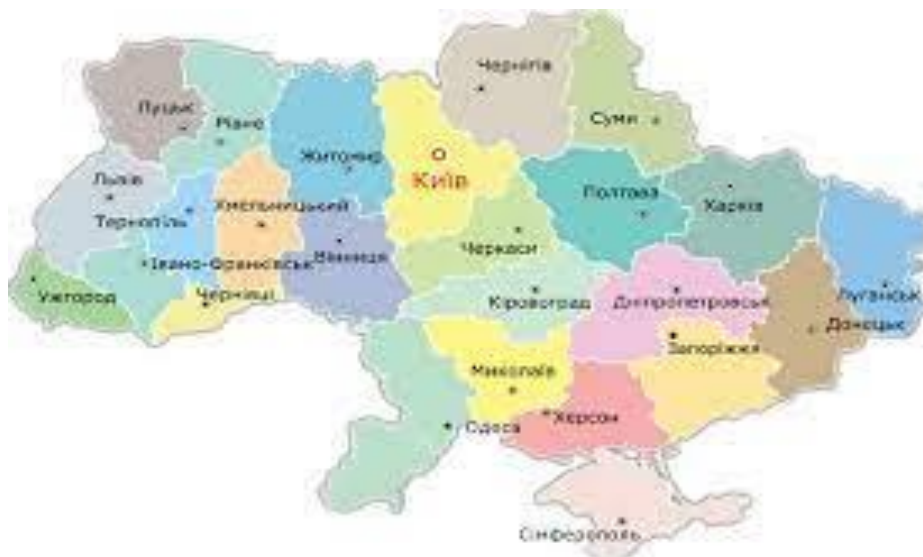 Чернігів
Луцьк
Рівне
Суми
Житомир
Київ
Львів
Тернопіль
Хмельницький
Полтава
Харків
Черкаси
Вінниця
Івано-Франківськ
Ужгород
Чернівці
Кіровоград
Дніпропетровськ
Луганськ
Донецьк
Запоріжжя
Миколаїв
Херсон
Одеса
Сімферополь